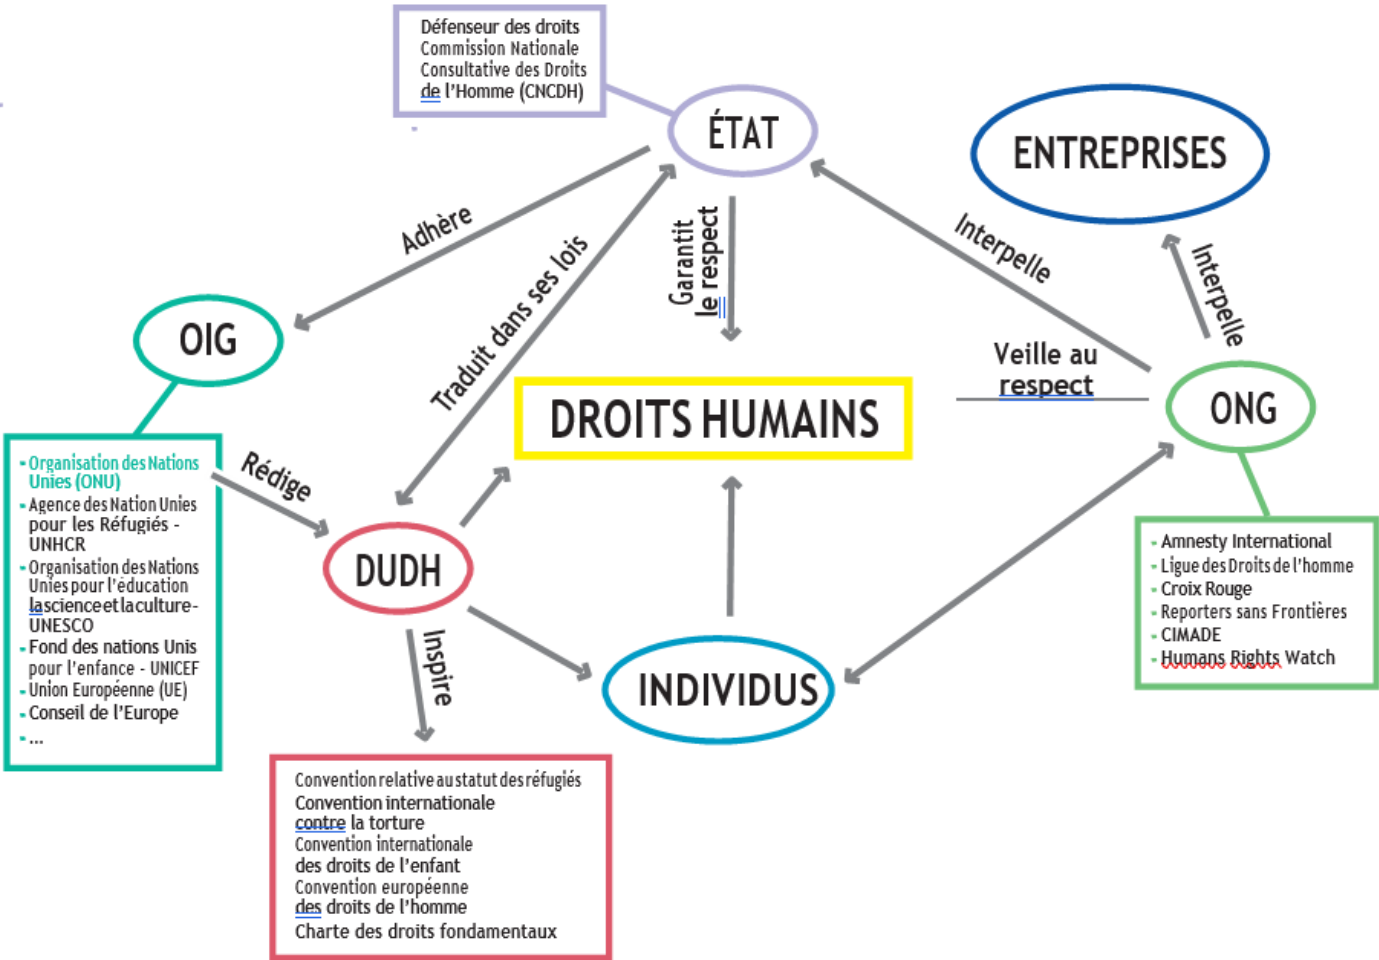 Défenseur des droits
Commission Nationale
Consultative des Droits
de l'Homme (CNCDH)
ÉTAT
ENTREPRISES
Adhère
Traduit dans ses lois
Garantit
le respect
Interpelle
Interpelle
OIG
Veille au
respect
ONG
DROITS HUMAINS
Organisation des Nations
Unies (ONU)
Agence des Nation Unies
pour les Réfugiés -
UNHCR
Organisation des Nations
Unies pour l'éducation
la science et la culture -
UNESCO
Fond des nations Unis
pour l'enfance - UNICEF
Union Européenne (UE)
Conseil de l'Europe
...
Rédige
DUDH
Inspire
INDIVIDUS
Amnesty International
Ligue des Droits de l'homme
Croix Rouge
Reporters sans Frontières
CIMADE
Humans Rights Watch
Convention relative au statut des réfugiés
Convention internationale
contre la torture
Convention internationale
des droits de l'enfant
Convention européenne
des droits de l'homme
Charte des droits fondamentaux